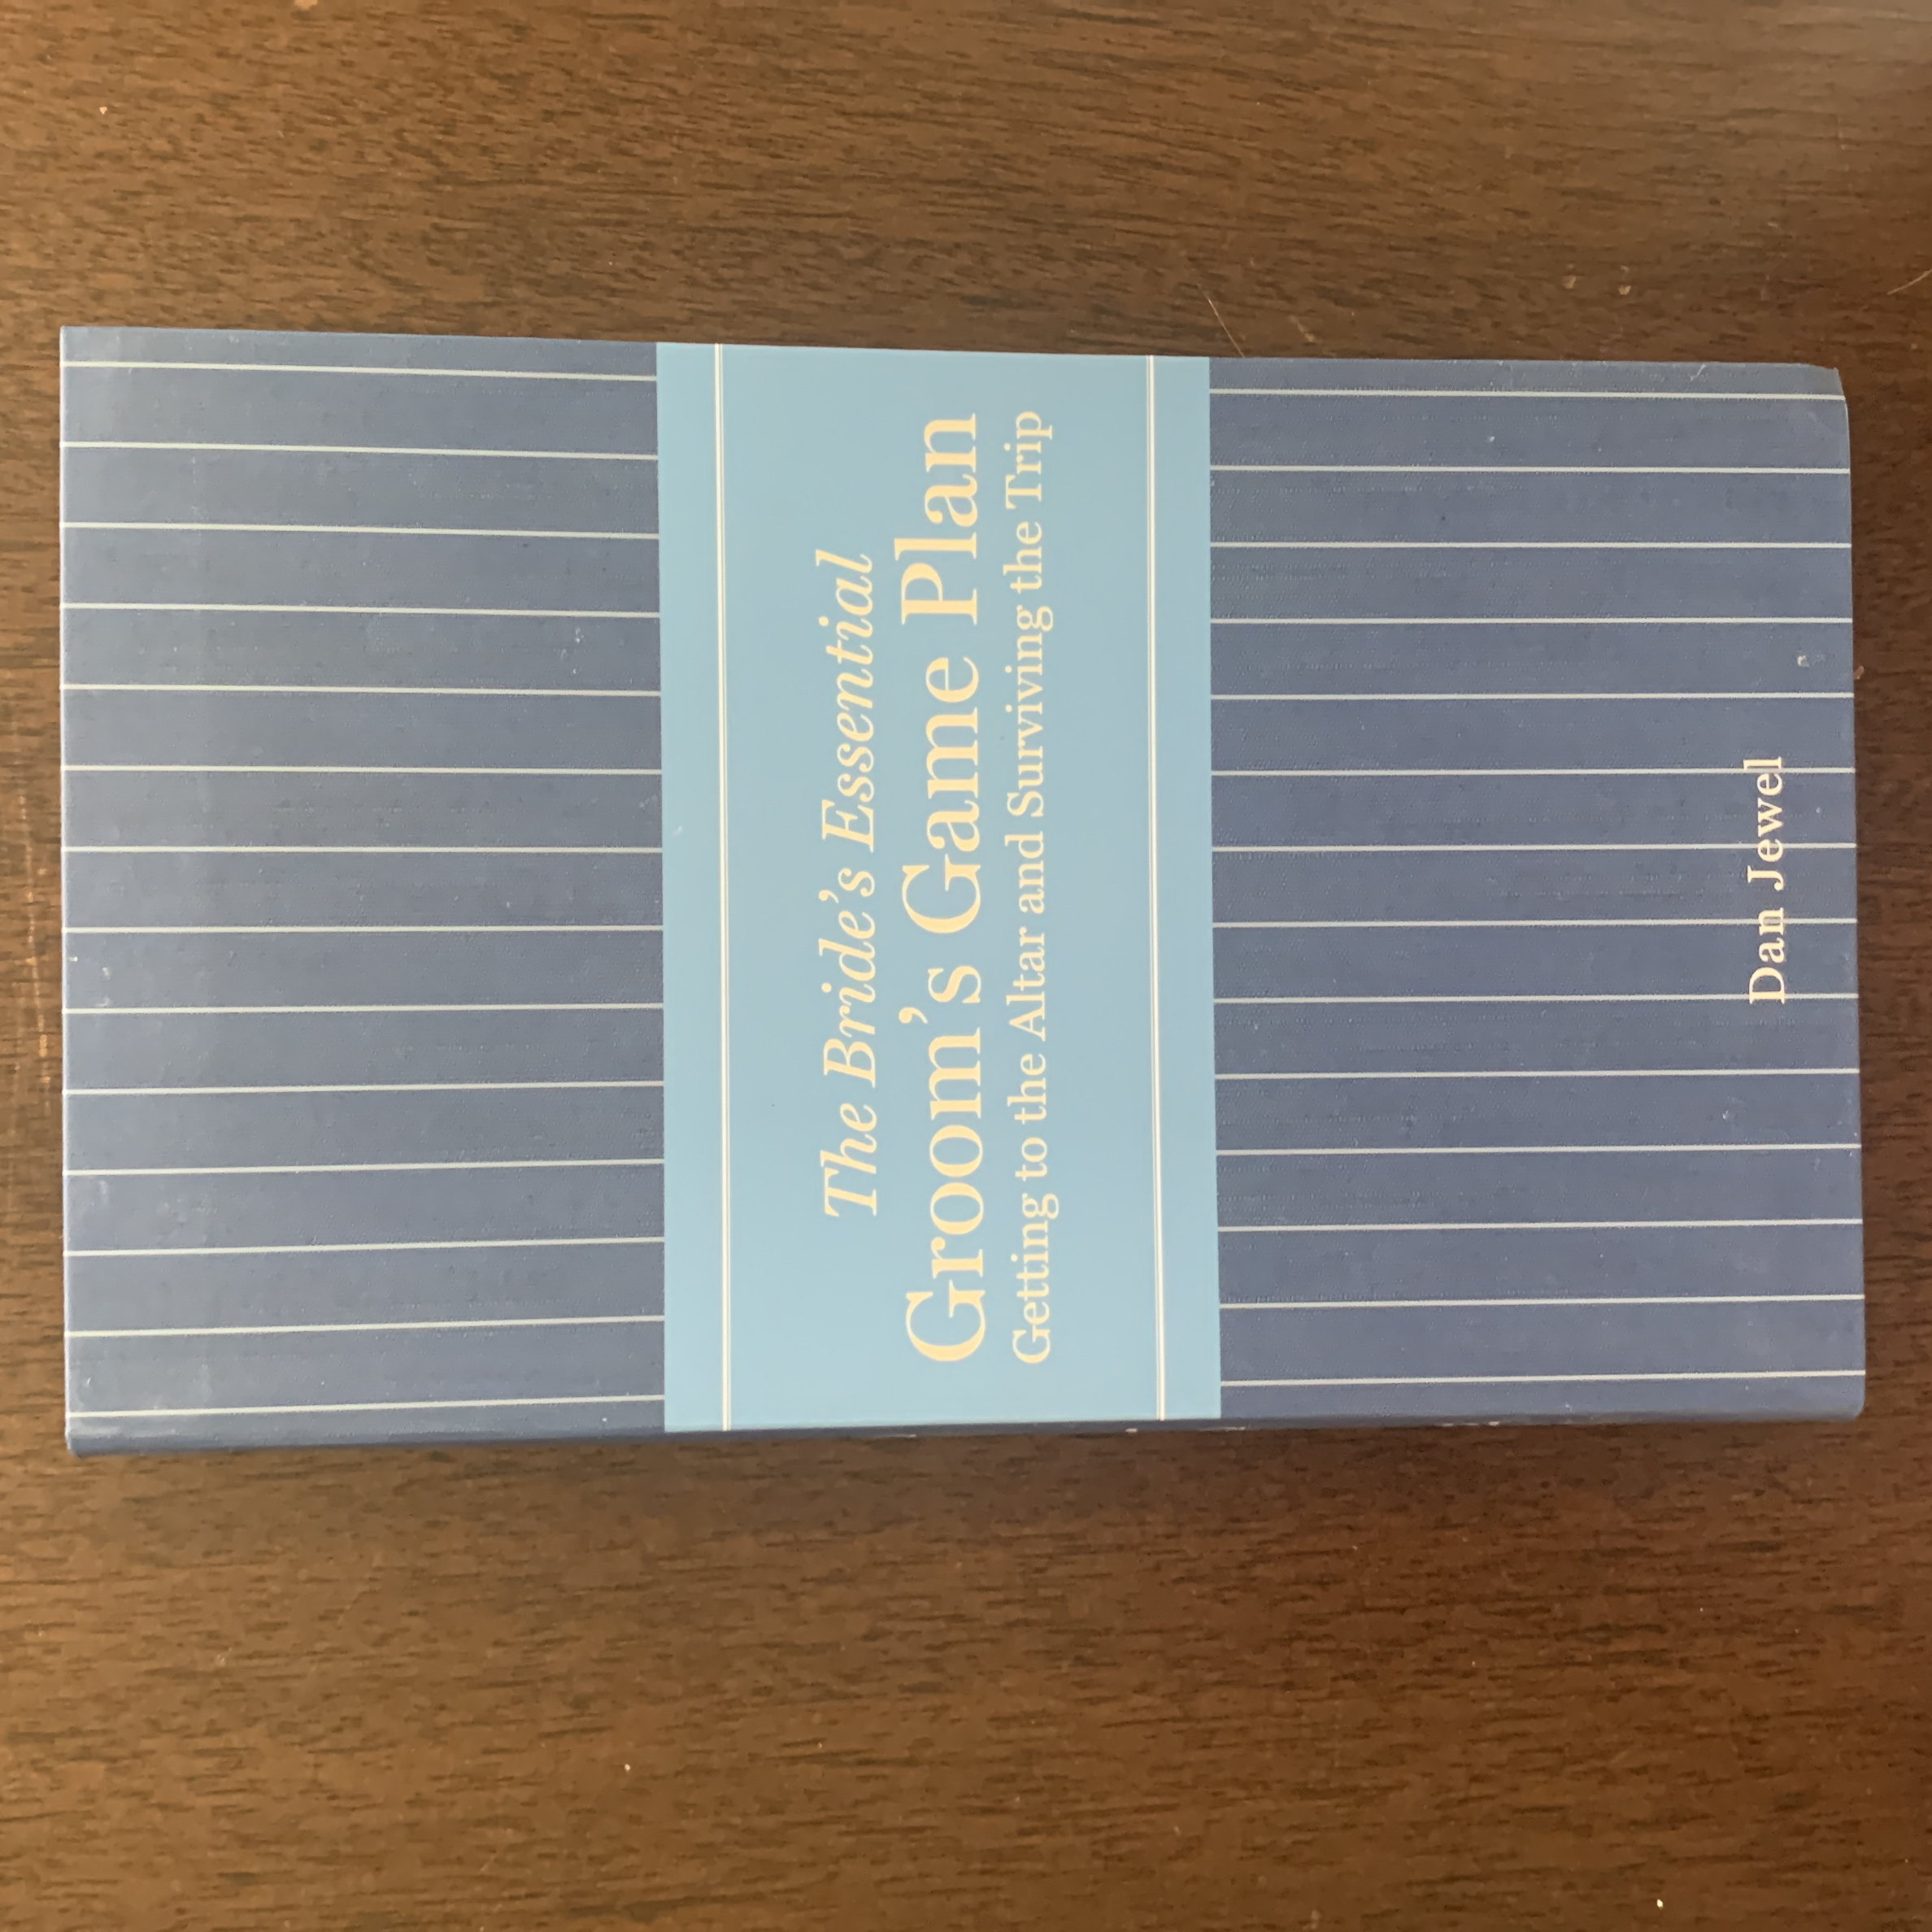 The Bride's Essential
Groom's Game Plan
Getting to the Altar and Surviving the Trip
Dan Jewel